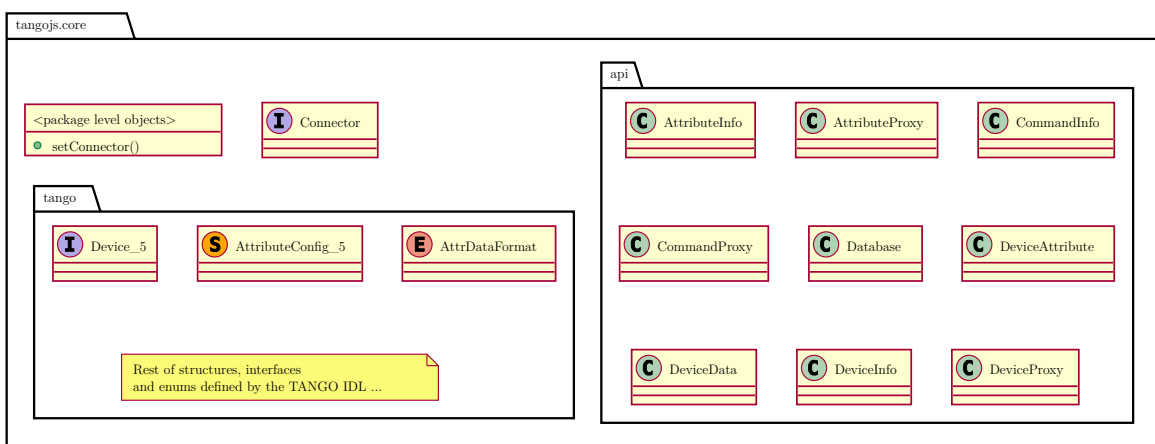 tangojs.core
<package level objects>
setConnector()
I Connector
tango
I Device_5
S AttributeConfig_5
E AttrDataFormat
Rest of structures, interfaces
and enums defined by the TANGO IDL ...
api
C AttributeInfo
C AttributeProxy
C CommandInfo
C CommandProxy
C Database
C DeviceAttribute
C DeviceData
C DeviceInfo
C DeviceProxy